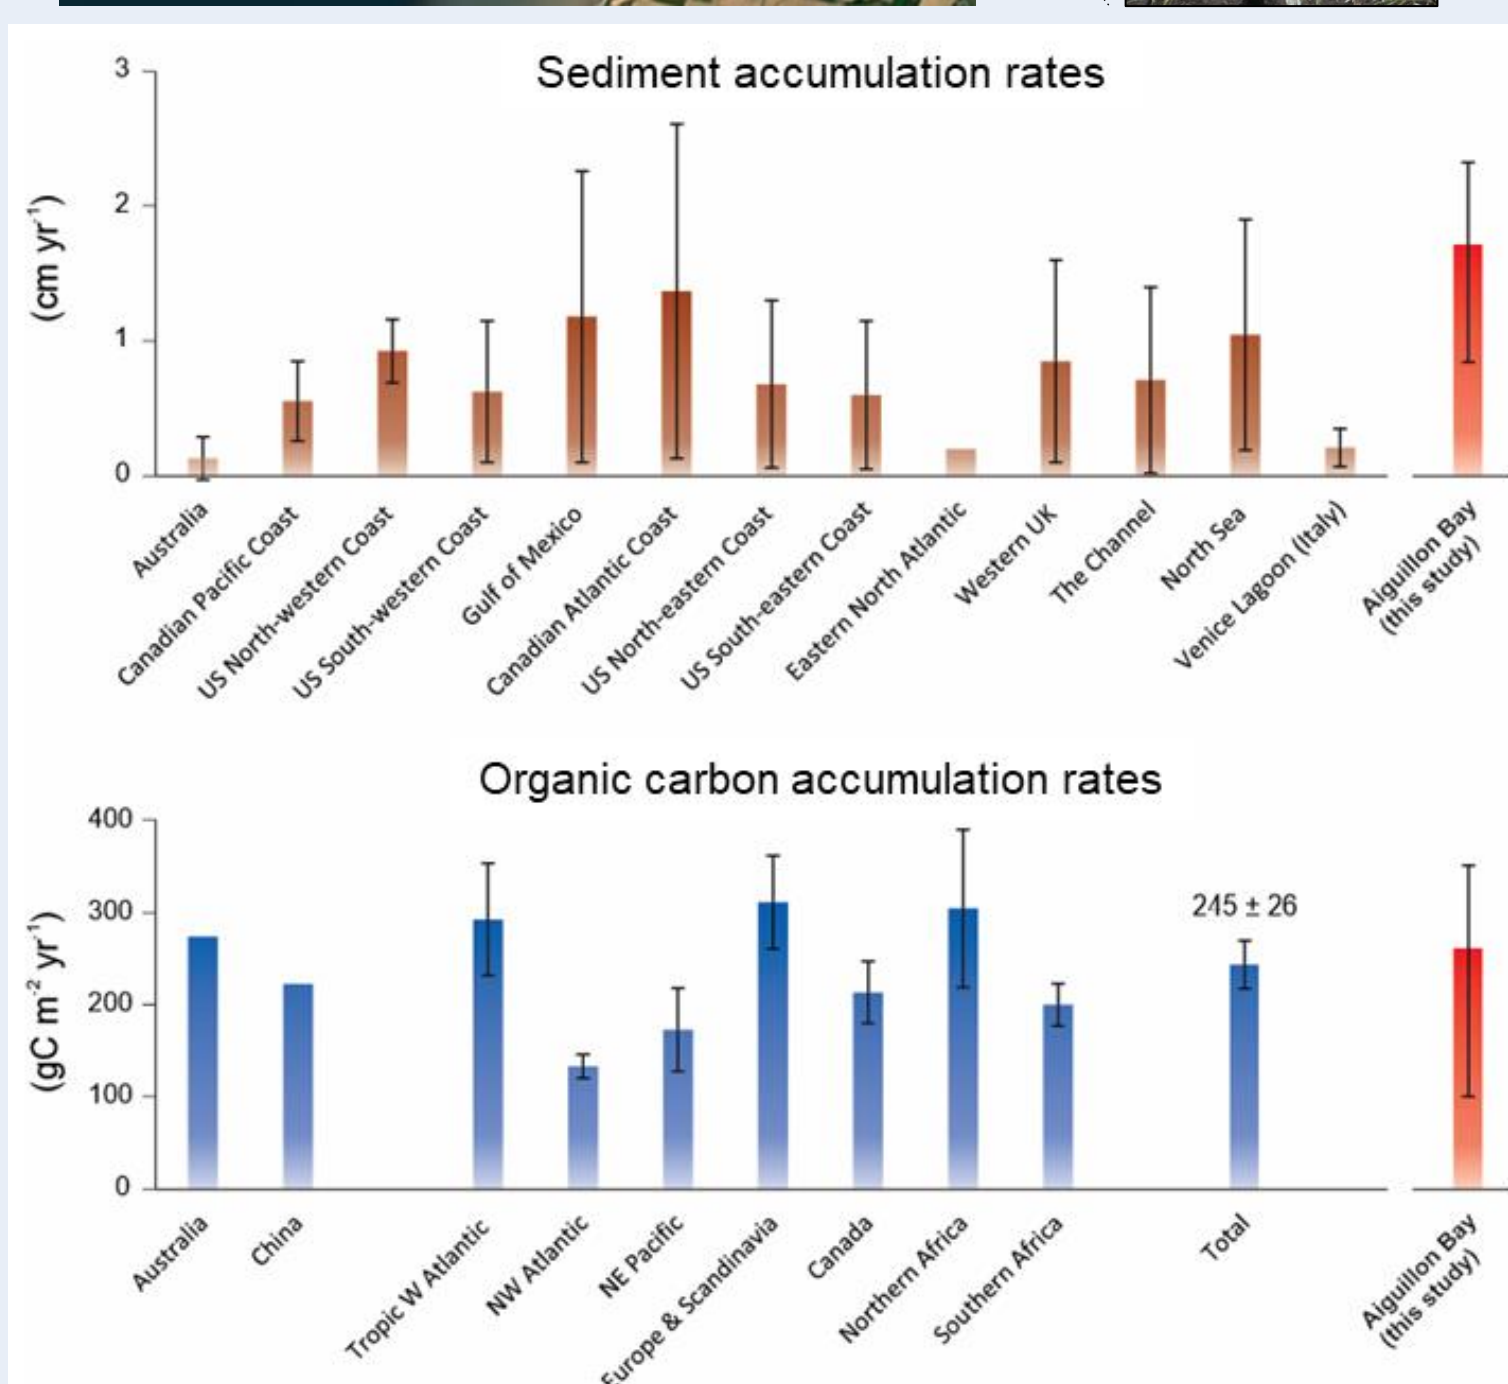 Sediment accumulation rates
(cm yr⁻¹)
3
2
1
0
Australia
Canadian Pacific Coast
US North-western Coast
US South-western Coast
Gulf of Mexico
Canadian Atlantic Coast
US North-eastern Coast
US South-eastern Coast
Eastern North Atlantic
Western UK
The Channel
North Sea
Venice Lagoon (Italy)
Aiguillon Bay
(this study)
Organic carbon accumulation rates
(gC m⁻² yr⁻¹)
400
300
200
100
0
245 ± 26
Australia
China
Tropic W Atlantic
NW Atlantic
NE Pacific
Europe & Scandinavia
Canada
Northern Africa
Southern Africa
Total
Aiguillon Bay
(this study)